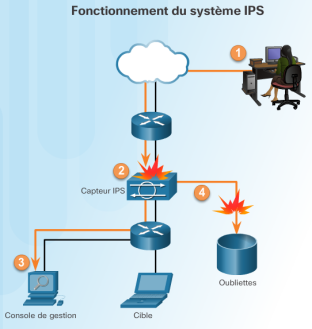 Fonctionnement du système IPS
1
2
Capteur IPS
4
3
Oubliettes
Console de gestion
Cible